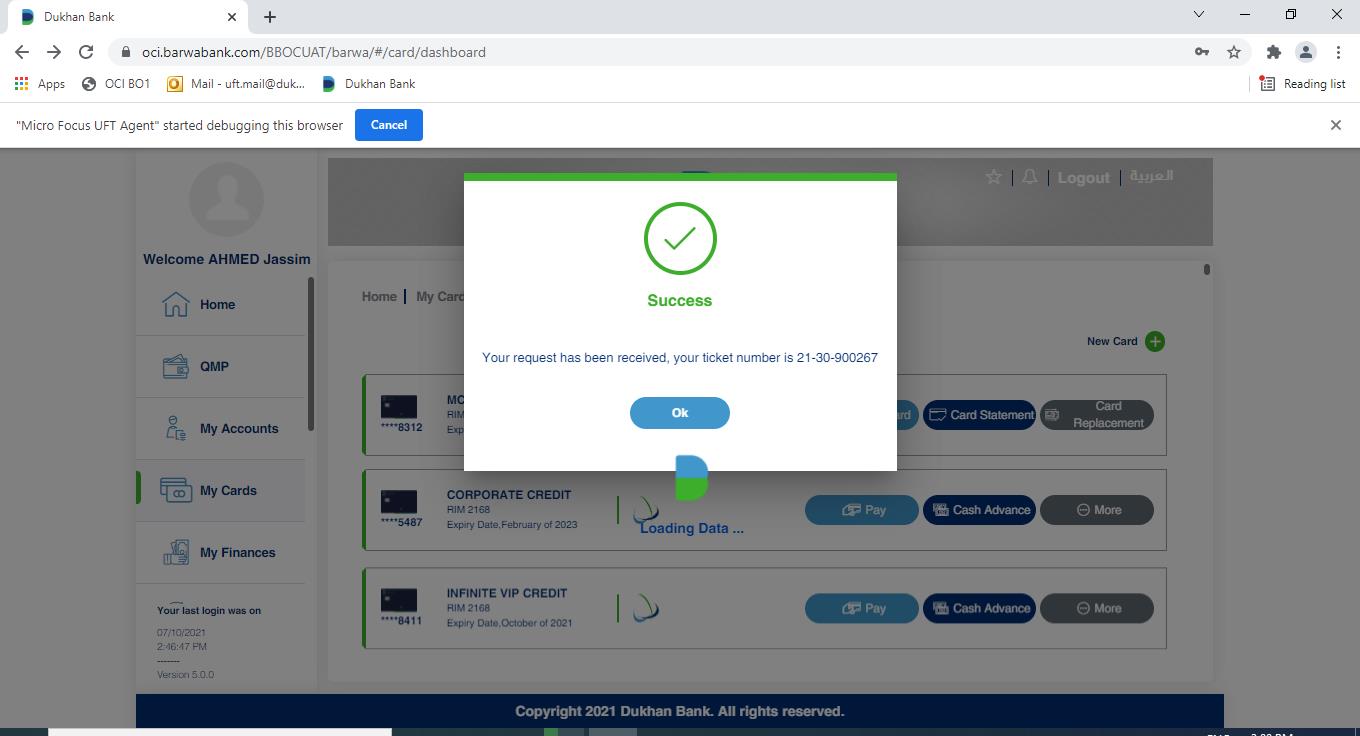 Dukhan Bank
oci.barwabank.com/BBOCUAT/barwa/#/card/dashboard
Apps
OCI BO1
Mail - uft.mail@duk...
Dukhan Bank
Reading list
"Micro Focus UFT Agent" started debugging this browser
Cancel
Logout
العربية
Welcome AHMED Jassim
Home
QMP
My Accounts
My Cards
My Finances
Your last login was on
07/10/2021
2:46:47 PM
-------
Version 5.0.0
Home | My Card
New Card
Success
Your request has been received, your ticket number is 21-30-900267
Ok
****8312
MC
RIM
Exp
Card Statement
Card
Replacement
****5487
CORPORATE CREDIT
RIM 2168
Expiry Date,February of 2023
Loading Data ...
Pay
Cash Advance
More
****8411
INFINITE VIP CREDIT
RIM 2168
Expiry Date,October of 2021
Pay
Cash Advance
More
Copyright 2021 Dukhan Bank. All rights reserved.